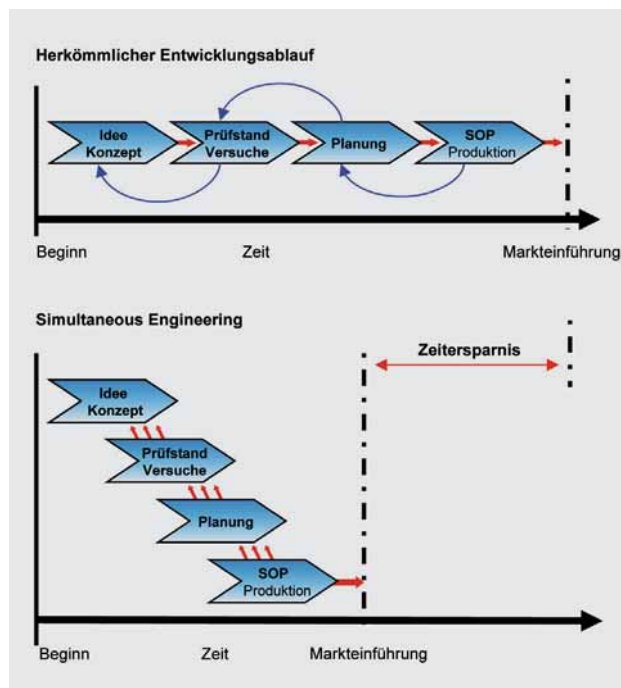 Herkömmlicher Entwicklungsablauf
Idee
Konzept
Prüfstand
Versuche
Planung
SOP
Produktion
Beginn
Zeit
Markteinführung
Simultaneous Engineering
Zeitersparnis
Idee
Konzept
Prüfstand
Versuche
Planung
SOP
Produktion
Beginn
Zeit
Markteinführung